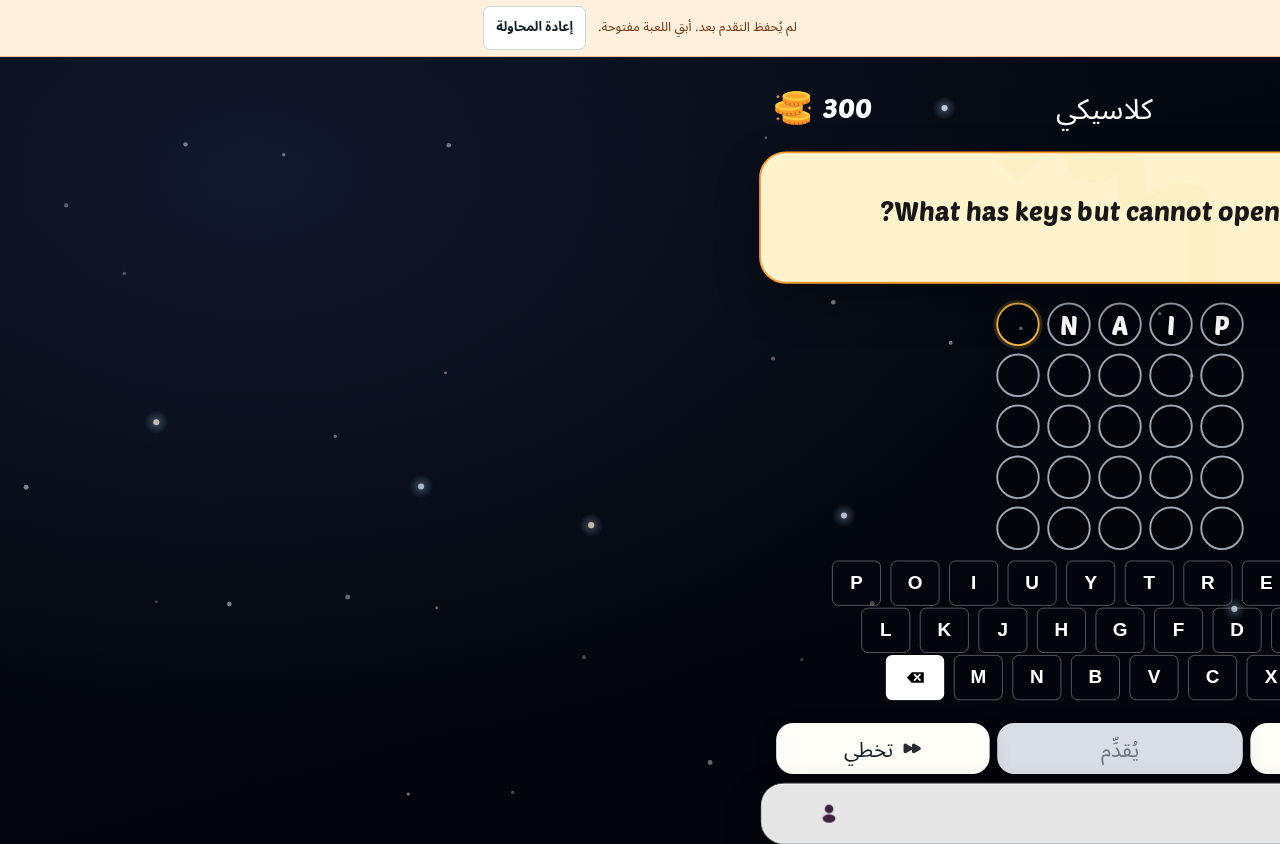 لم يُحفظ التقدم بعد. أبقِ اللعبة مفتوحة. إعادة المحاولة
كلاسيكي 300
?What has keys but cannot open
P I A N
E R T Y U I O P
D F G H J K L
X C V B N M
يُقدِّم تخطي